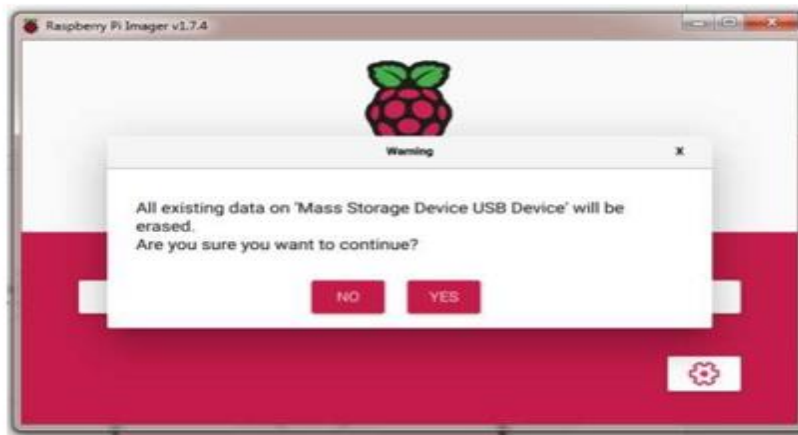 Raspberry Pi Imager v1.7.4
Warning
X
All existing data on 'Mass Storage Device USB Device' will be
erased.
Are you sure you want to continue?
NO
YES